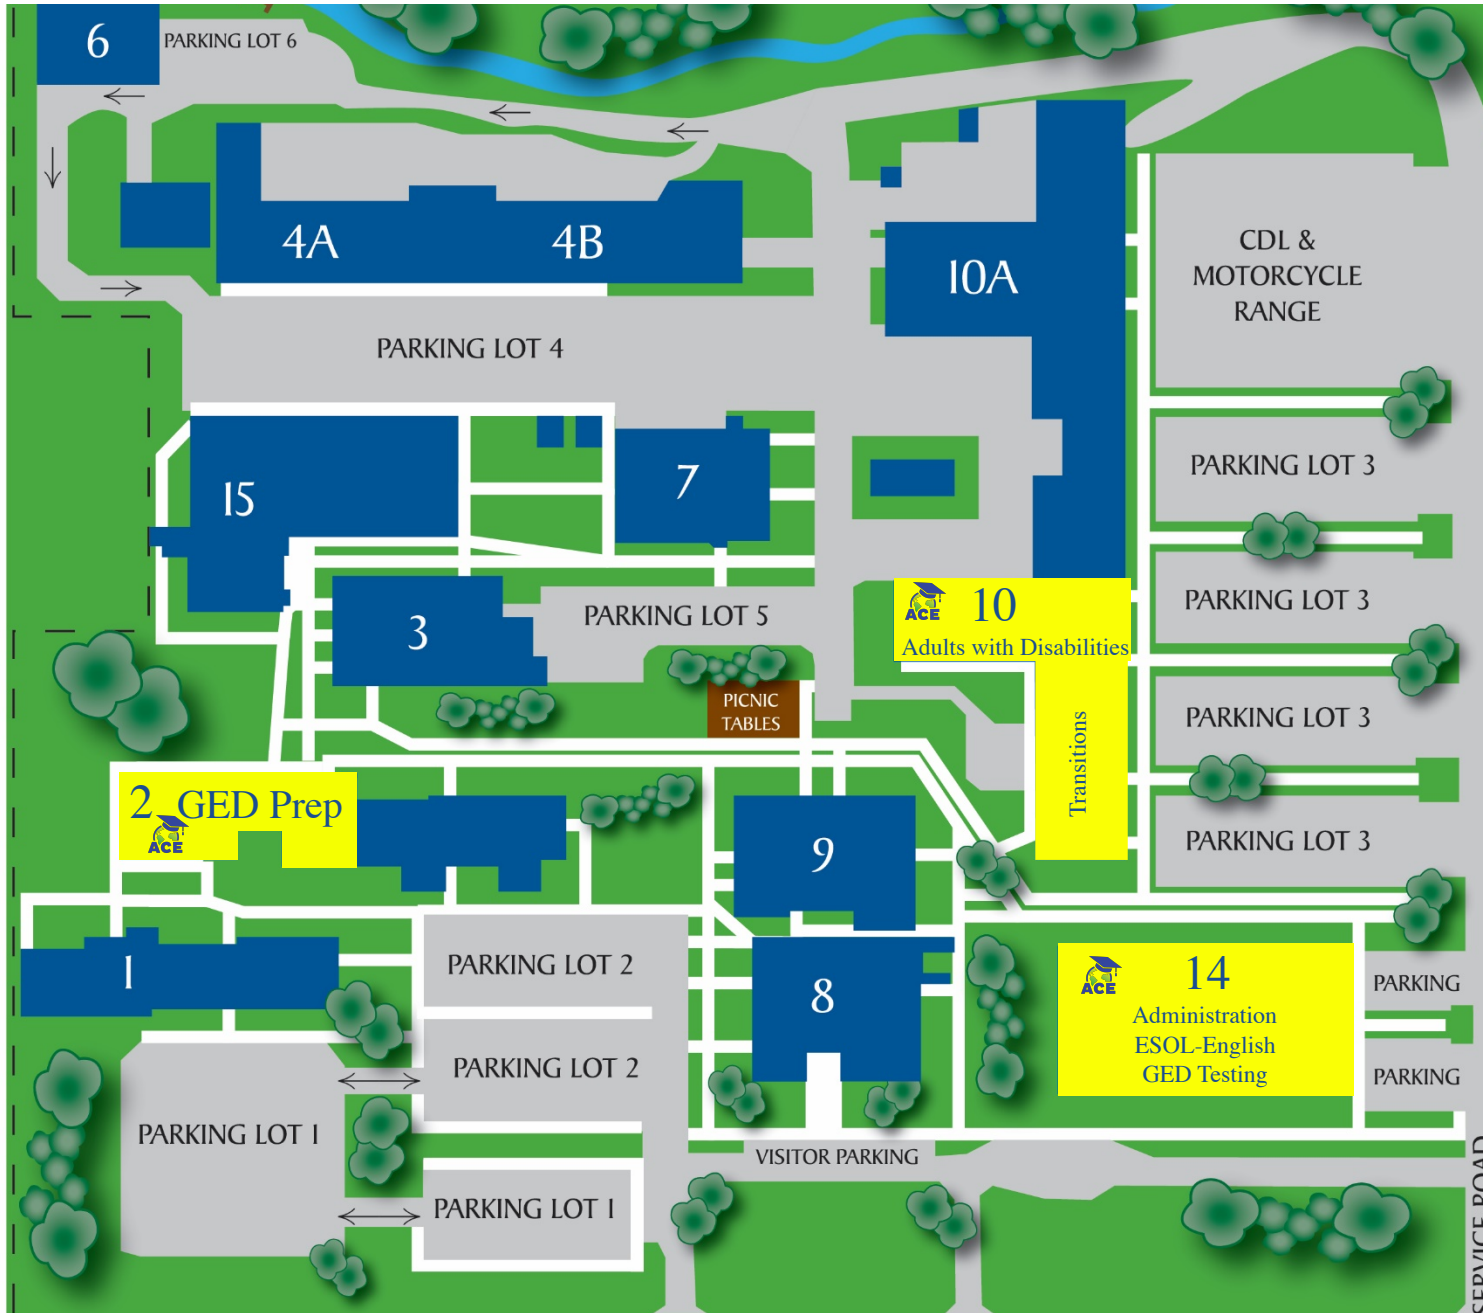 6
PARKING LOT 6
4A
4B
10A
CDL &
MOTORCYCLE
RANGE
PARKING LOT 4
15
7
PARKING LOT 3
3
PARKING LOT 5
ACE
10
Adults with Disabilities
PARKING LOT 3
PICNIC
TABLES
Transitions
PARKING LOT 3
2 GED Prep
ACE
9
PARKING LOT 3
1
PARKING LOT 2
8
ACE
14
Administration
ESOL-English
GED Testing
PARKING
PARKING LOT 2
PARKING
PARKING LOT 1
VISITOR PARKING
PARKING LOT 1
SERVICE ROAD